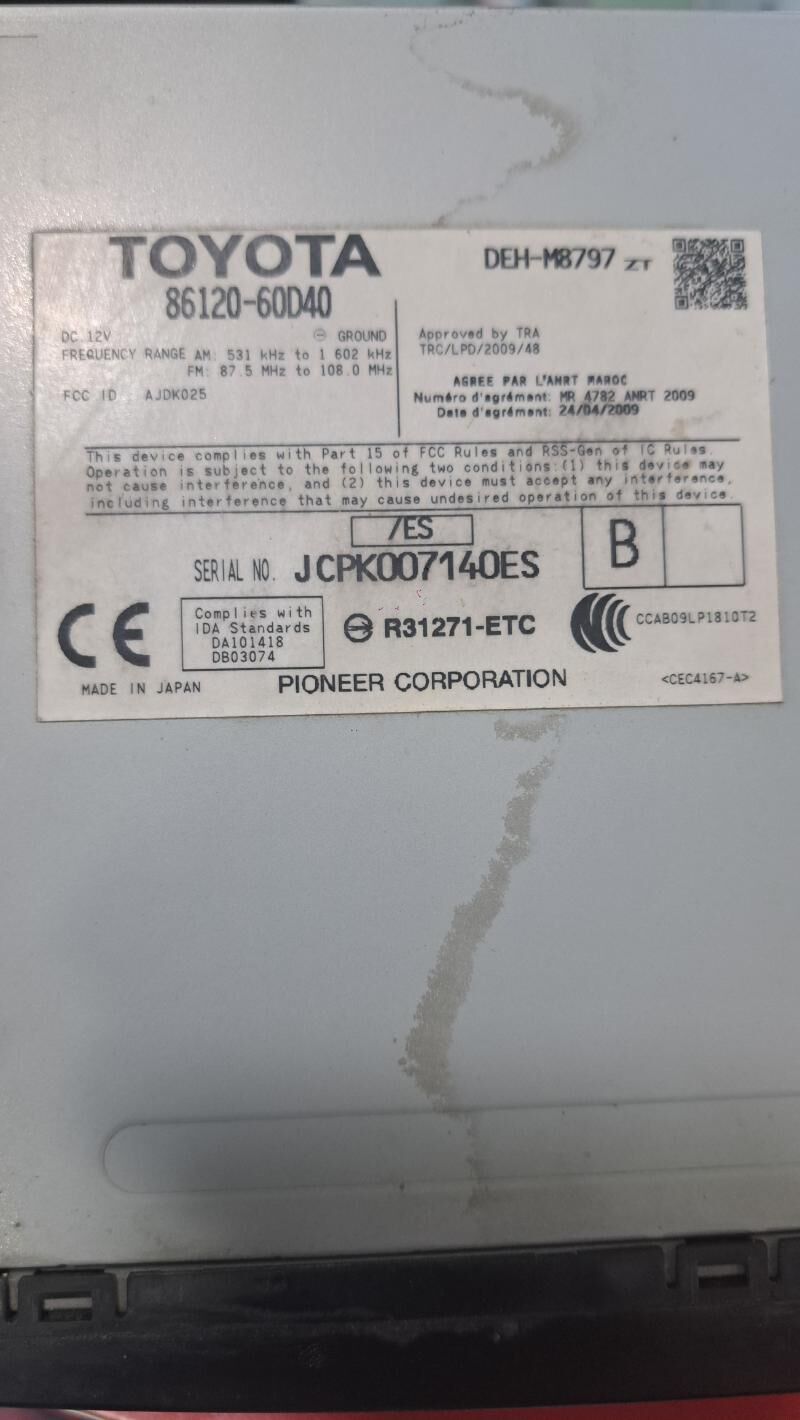 TOYOTA
86120-60D40
DEH-M8797 ZT
DC 12V ⊖ GROUND
FREQUENCY RANGE AM: 531 kHz to 1 602 kHz
FM: 87.5 MHz to 108.0 MHz
FCC ID AJDK025
Approved by TRA
TRC/LPD/2009/48
AGREE PAR L'ANRT MAROC
Numéro d'agrément: MR 4782 ANRT 2009
Date d'agrément: 24/04/2009
This device complies with Part 15 of FCC Rules and RSS-Gen of IC Rules.
Operation is subject to the following two conditions:(1) this device may
not cause interference, and (2) this device must accept any interference,
including interference that may cause undesired operation of this device.
/ES
SERIAL NO. JCPK007140ES
B
CE
Complies with
IDA Standards
DA101418
DB03074
R31271-ETC
CCAB09LP1810T2
MADE IN JAPAN
PIONEER CORPORATION
<CEC4167-A>